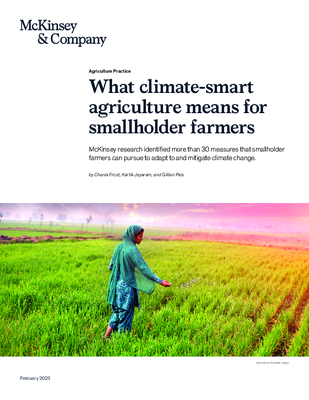 McKinsey
& Company
Agriculture Practice
What climate-smart
agriculture means for
smallholder farmers
McKinsey research identified more than 30 measures that smallholder
farmers can pursue to adapt to and mitigate climate change.
by Chania Frost, Kartik Jayaram, and Gillian Pais
February 2023